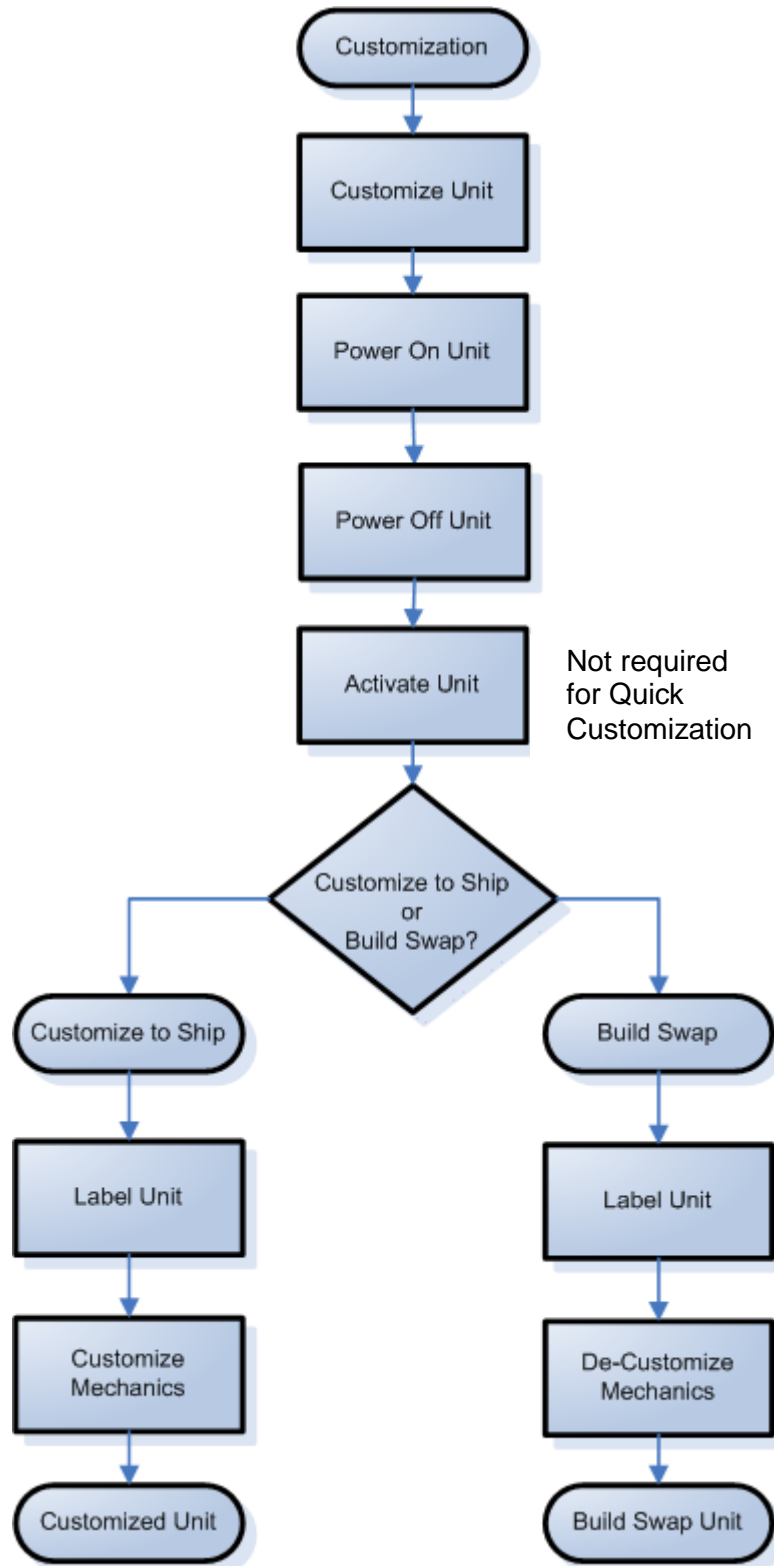 Customization
Customize Unit
Power On Unit
Power Off Unit
Activate Unit
Not required
for Quick
Customization
Customize to Ship
or
Build Swap?
Customize to Ship
Build Swap
Label Unit
Label Unit
Customize
Mechanics
De-Customize
Mechanics
Customized Unit
Build Swap Unit